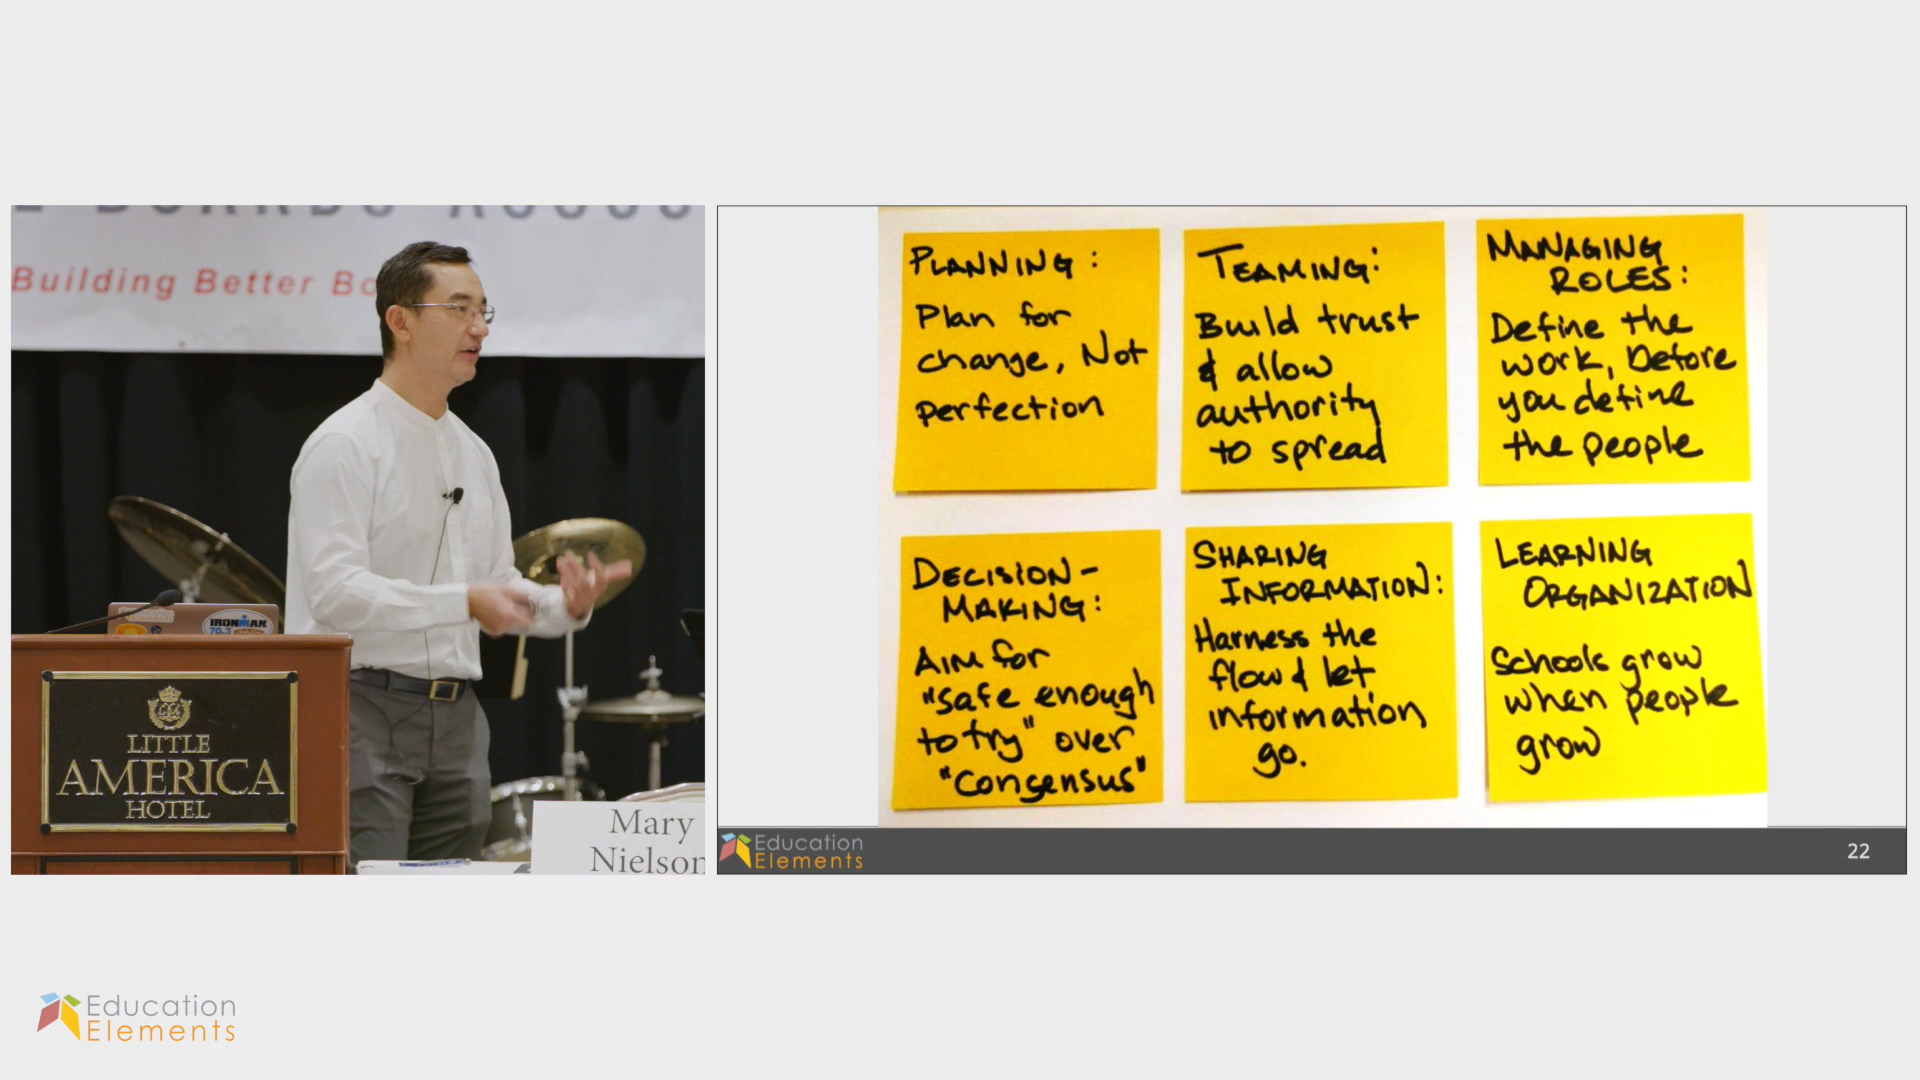 Building Better Bo
IRONMAN
70.3
LITTLE
AMERICA
HOTEL
Mary
Nielson
PLANNING:
Plan for
change, Not
perfection
TEAMING:
Build trust
& allow
authority
to spread
MANAGING
ROLES:
Define the
work, before
you define
the people
DECISION-
MAKING:
AIM for
"safe enough
to try" over
"consensus"
SHARING
INFORMATION:
Harness the
flow & let
information
go.
LEARNING
ORGANIZATION
Schools grow
when people
grow
Education
Elements
22
Education
Elements